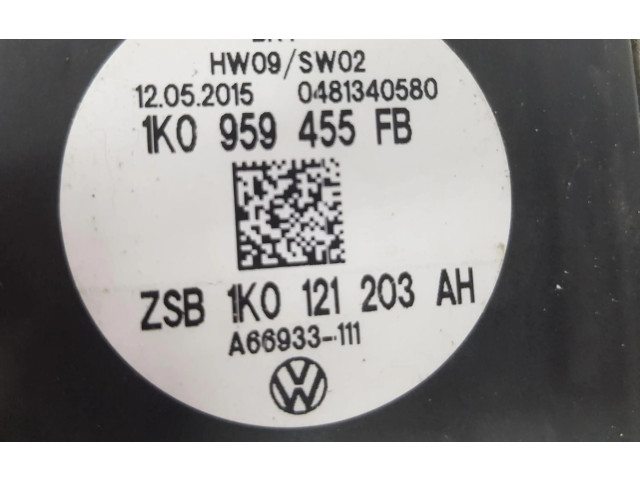 HW09/SW02
12.05.2015 0481340580
1K0 959 455 FB
ZSB 1K0 121 203 AH
A66933-111